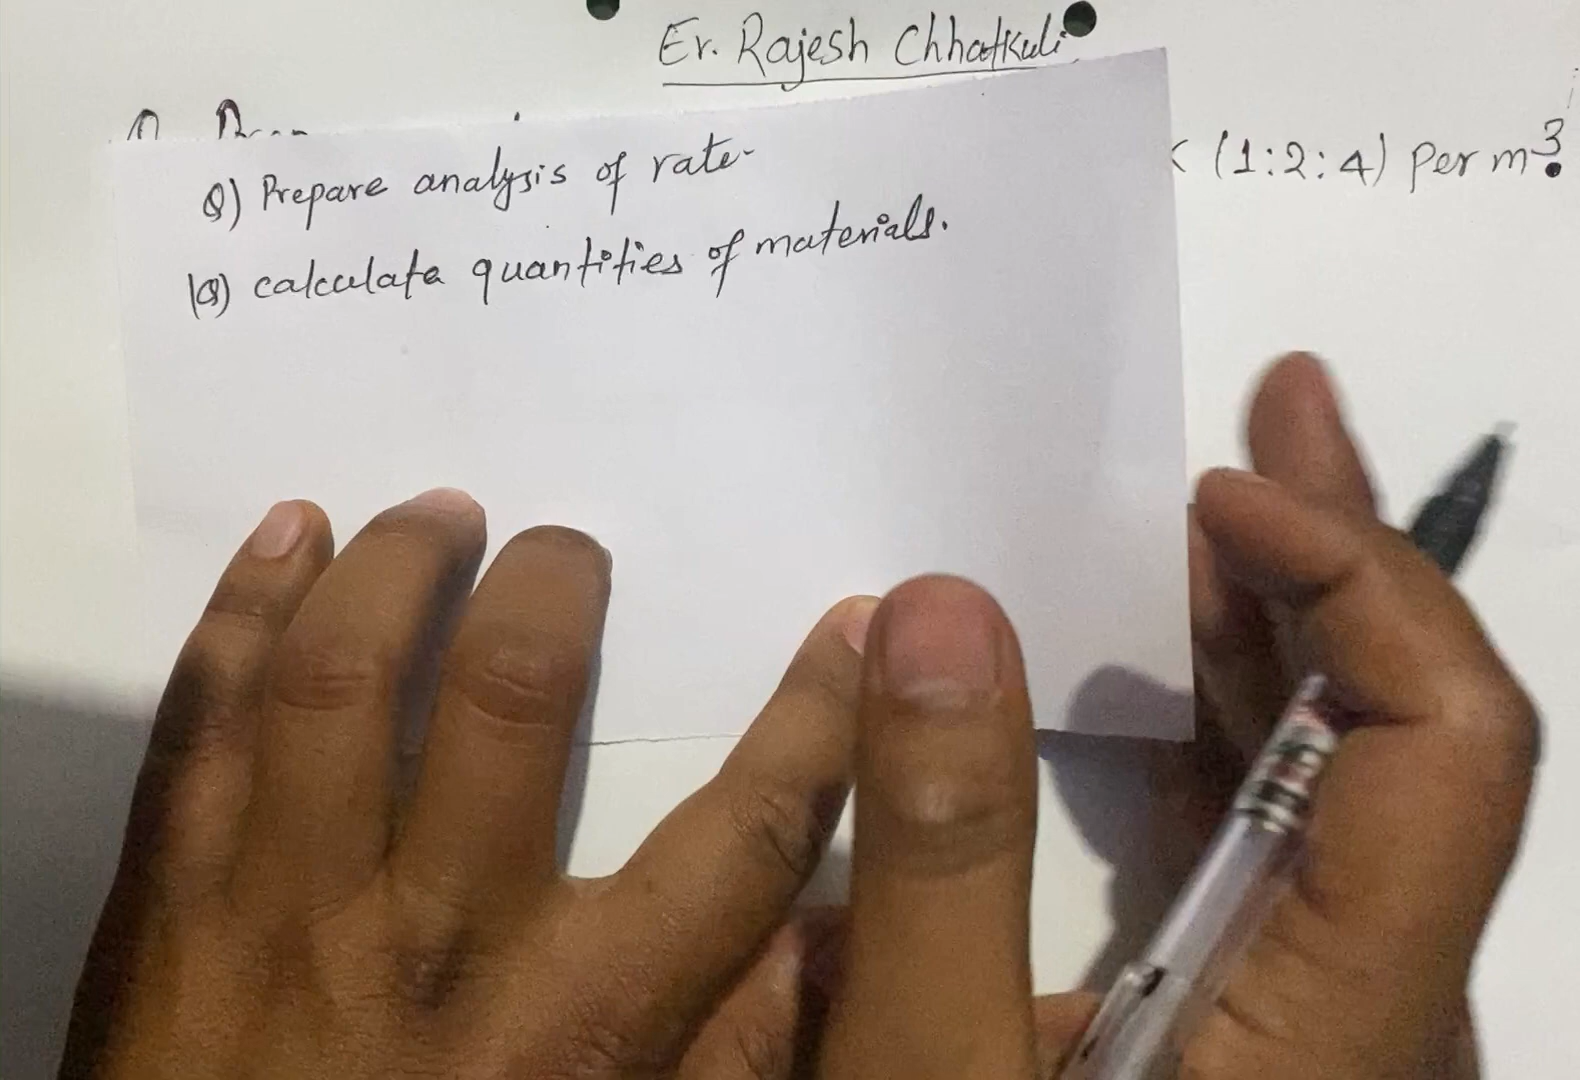 Er. Rajesh Chhatkuli
(1:2:4) Per m³.
Q) Prepare analysis of rate-
Q) calculate quantities of materials.